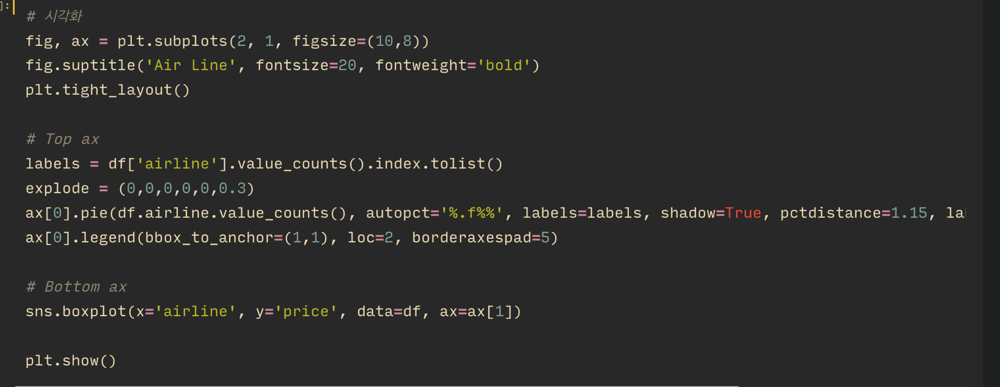 ]:
# 시각화
fig, ax = plt.subplots(2, 1, figsize=(10,8))
fig.suptitle('Air Line', fontsize=20, fontweight='bold')
plt.tight_layout()
# Top ax
labels = df['airline'].value_counts().index.tolist()
explode = (0,0,0,0,0,0.3)
ax[0].pie(df.airline.value_counts(), autopct='%.f%%', labels=labels, shadow=True, pctdistance=1.15, la
ax[0].legend(bbox_to_anchor=(1,1), loc=2, borderaxespad=5)
# Bottom ax
sns.boxplot(x='airline', y='price', data=df, ax=ax[1])
plt.show()